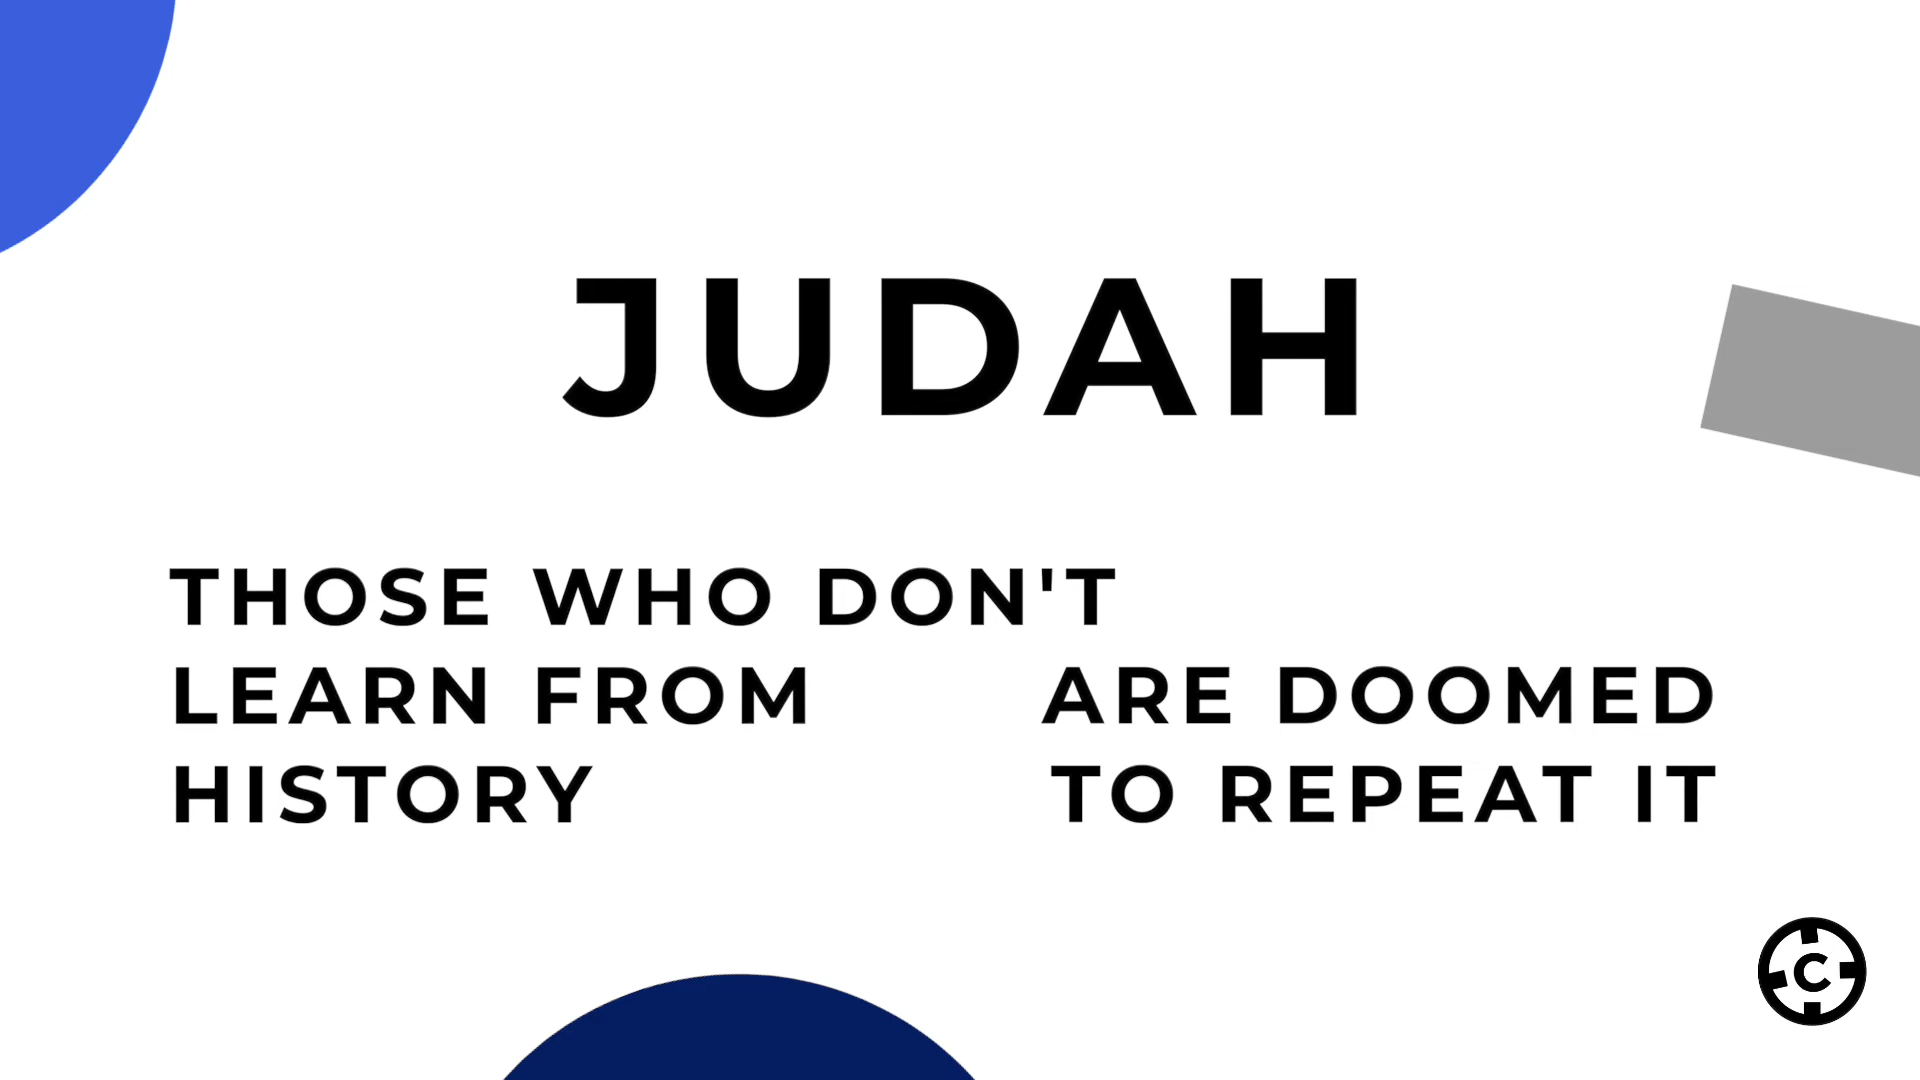 JUDAH
THOSE WHO DON'T
LEARN FROM
HISTORY
ARE DOOMED
TO REPEAT IT
C